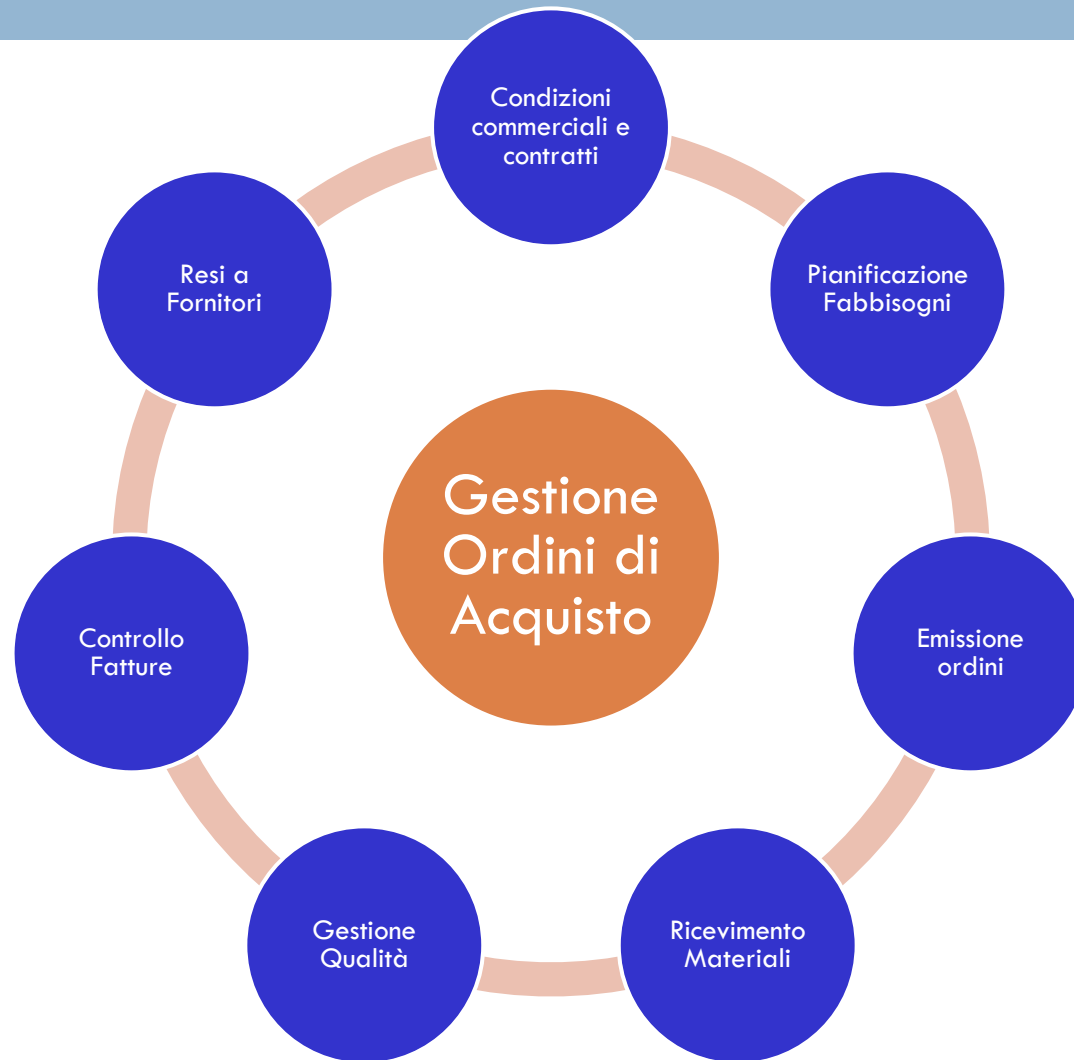 Condizioni
commerciali e
contratti
Pianificazione
Fabbisogni
Emissione
ordini
Ricevimento
Materiali
Gestione
Qualità
Controllo
Fatture
Resi a
Fornitori
Gestione
Ordini di
Acquisto